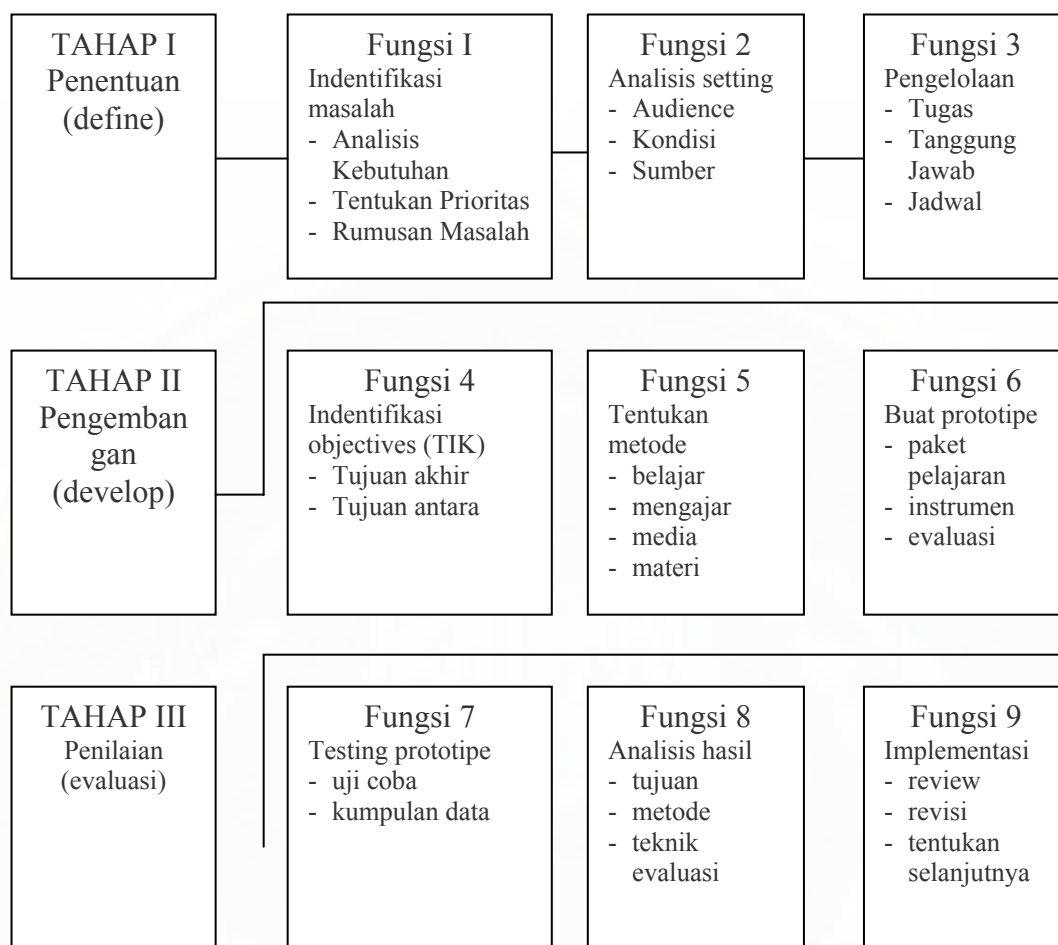 TAHAP I
Penentuan
(define)
Fungsi I
Indentifikasi
masalah
- Analisis
Kebutuhan
- Tentukan Prioritas
- Rumusan Masalah
Fungsi 2
Analisis setting
- Audience
- Kondisi
- Sumber
Fungsi 3
Pengelolaan
- Tugas
- Tanggung
Jawab
- Jadwal
TAHAP II
Pengemban
gan
(develop)
Fungsi 4
Indentifikasi
objectives (TIK)
- Tujuan akhir
- Tujuan antara
Fungsi 5
Tentukan
metode
- belajar
- mengajar
- media
- materi
Fungsi 6
Buat prototipe
- paket
pelajaran
- instrumen
- evaluasi
TAHAP III
Penilaian
(evaluasi)
Fungsi 7
Testing prototipe
- uji coba
- kumpulan data
Fungsi 8
Analisis hasil
- tujuan
- metode
- teknik
evaluasi
Fungsi 9
Implementasi
- review
- revisi
- tentukan
selanjutnya